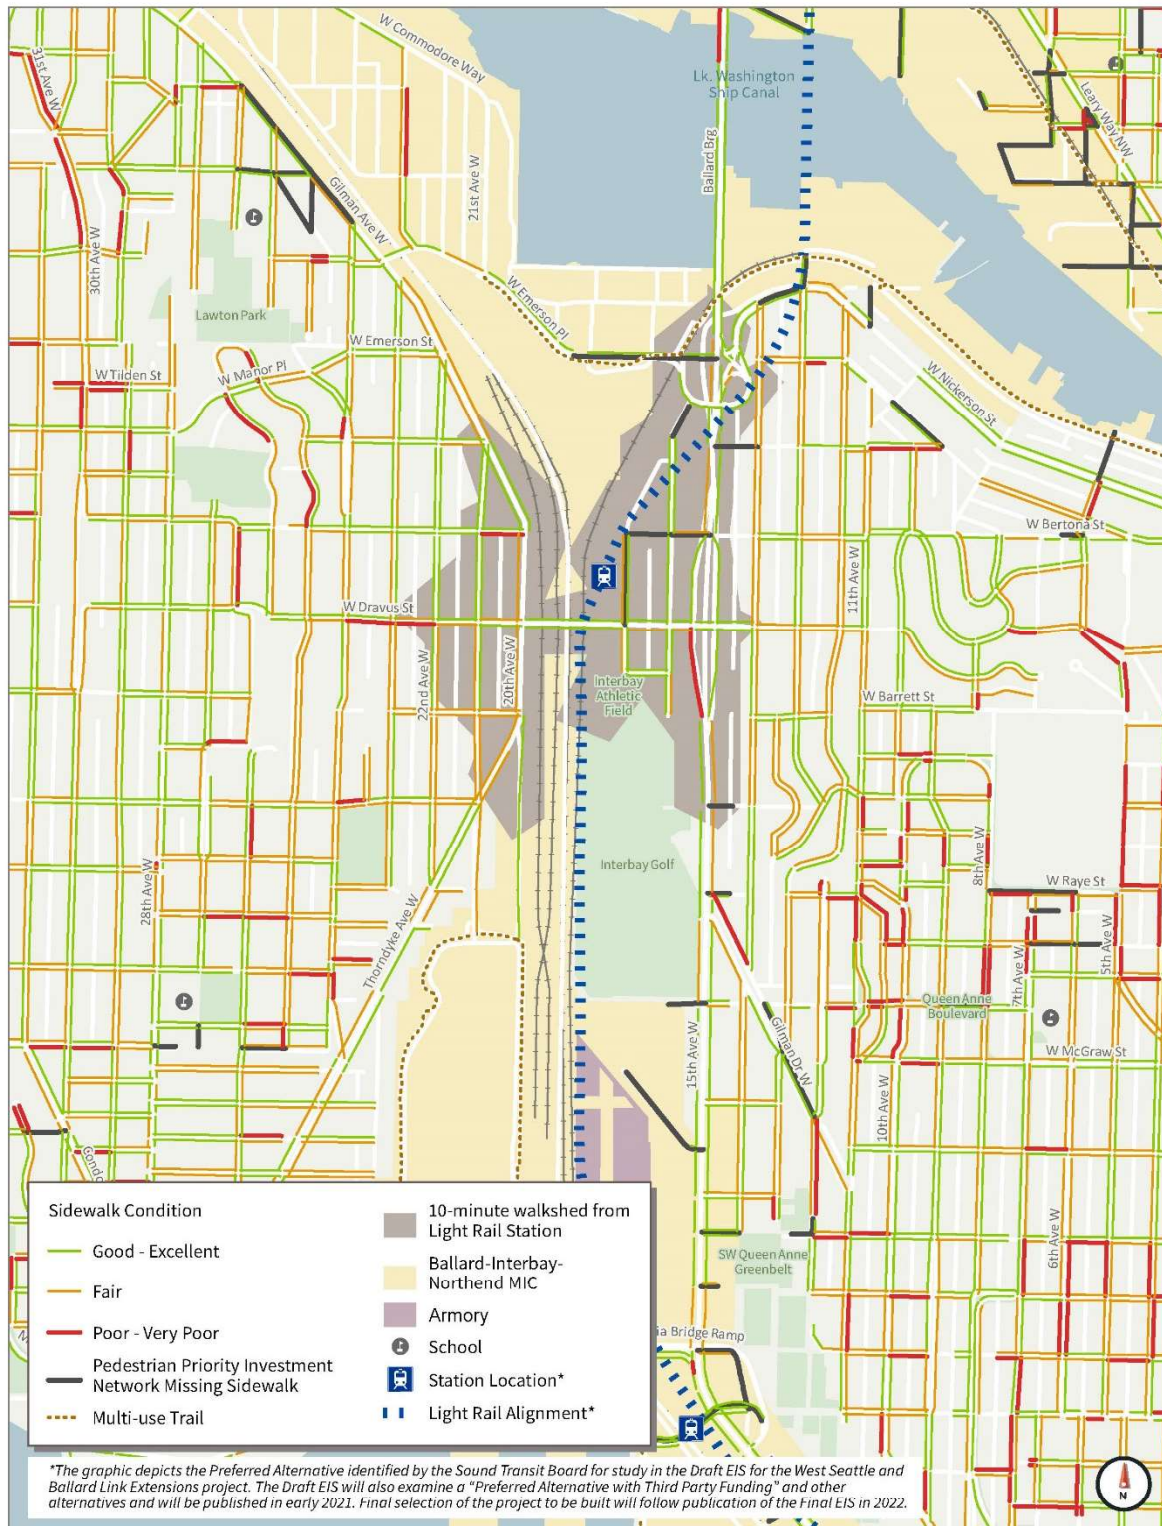 W Commodore Way
31st Ave W
Lk. Washington
Ship Canal
Leary Way NW
Ballard Brg
21st Ave W
Gilman Ave W
30th Ave W
Lawton Park
W Emerson Pl
W Emerson St
W Tilden St
W Manor Pl
W Nickerson St
W Bertona St
11th Ave W
W Dravus St
22nd Ave W
20th Ave W
Interbay
Athletic
Field
W Barrett St
Interbay Golf
8th Ave W
28th Ave W
W Raye St
Thorndyke Ave W
5th Ave W
7th Ave W
Queen Anne
Boulevard
15th Ave W
Gilman Dr W
W McGraw St
10th Ave W
6th Ave W
SW Queen Anne
Greenbelt
ia Bridge Ramp
Sidewalk Condition
Good - Excellent
Fair
Poor - Very Poor
Pedestrian Priority Investment
Network Missing Sidewalk
Multi-use Trail
10-minute walkshed from
Light Rail Station
Ballard-Interbay-
Northend MIC
Armory
School
Station Location*
Light Rail Alignment*
*The graphic depicts the Preferred Alternative identified by the Sound Transit Board for study in the Draft EIS for the West Seattle and
Ballard Link Extensions project. The Draft EIS will also examine a "Preferred Alternative with Third Party Funding" and other
alternatives and will be published in early 2021. Final selection of the project to be built will follow publication of the Final EIS in 2022.
N